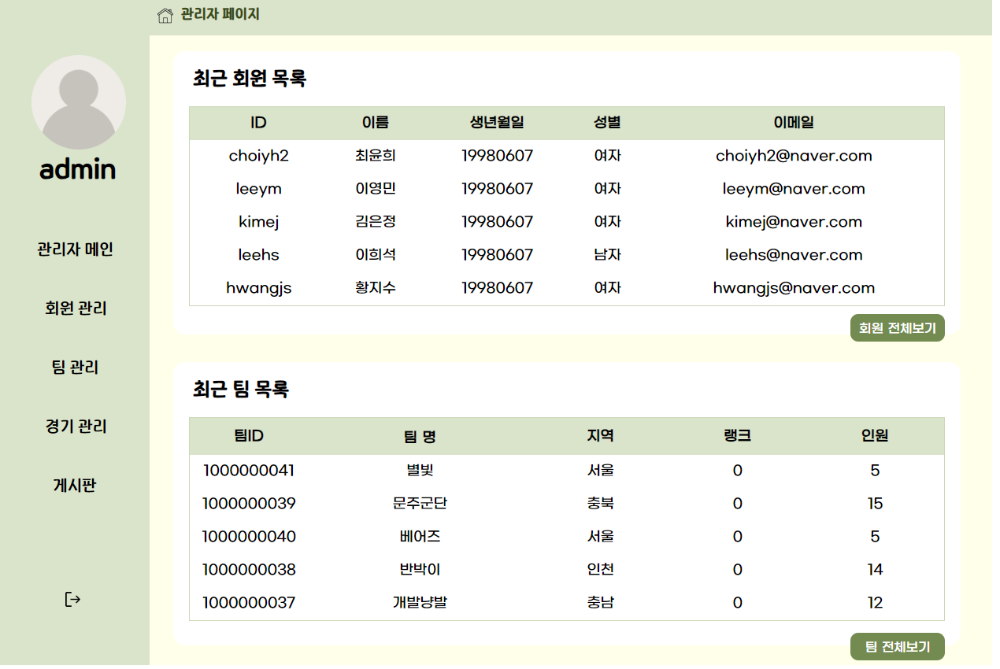 관리자 페이지
admin
관리자 메인
회원 관리
팀 관리
경기 관리
게시판
최근 회원 목록
ID 이름 생년월일 성별 이메일
choiyh2 최윤희 19980607 여자 choiyh2@naver.com
leeym 이영민 19980607 여자 leeym@naver.com
kimej 김은정 19980607 여자 kimej@naver.com
leehs 이희석 19980607 남자 leehs@naver.com
hwangjs 황지수 19980607 여자 hwangjs@naver.com
회원 전체보기
최근 팀 목록
팀ID 팀 명 지역 랭크 인원
1000000041 별빛 서울 0 5
1000000039 문주군단 충북 0 15
1000000040 베어즈 서울 0 5
1000000038 반박이 인천 0 14
1000000037 개발냥발 충남 0 12
팀 전체보기